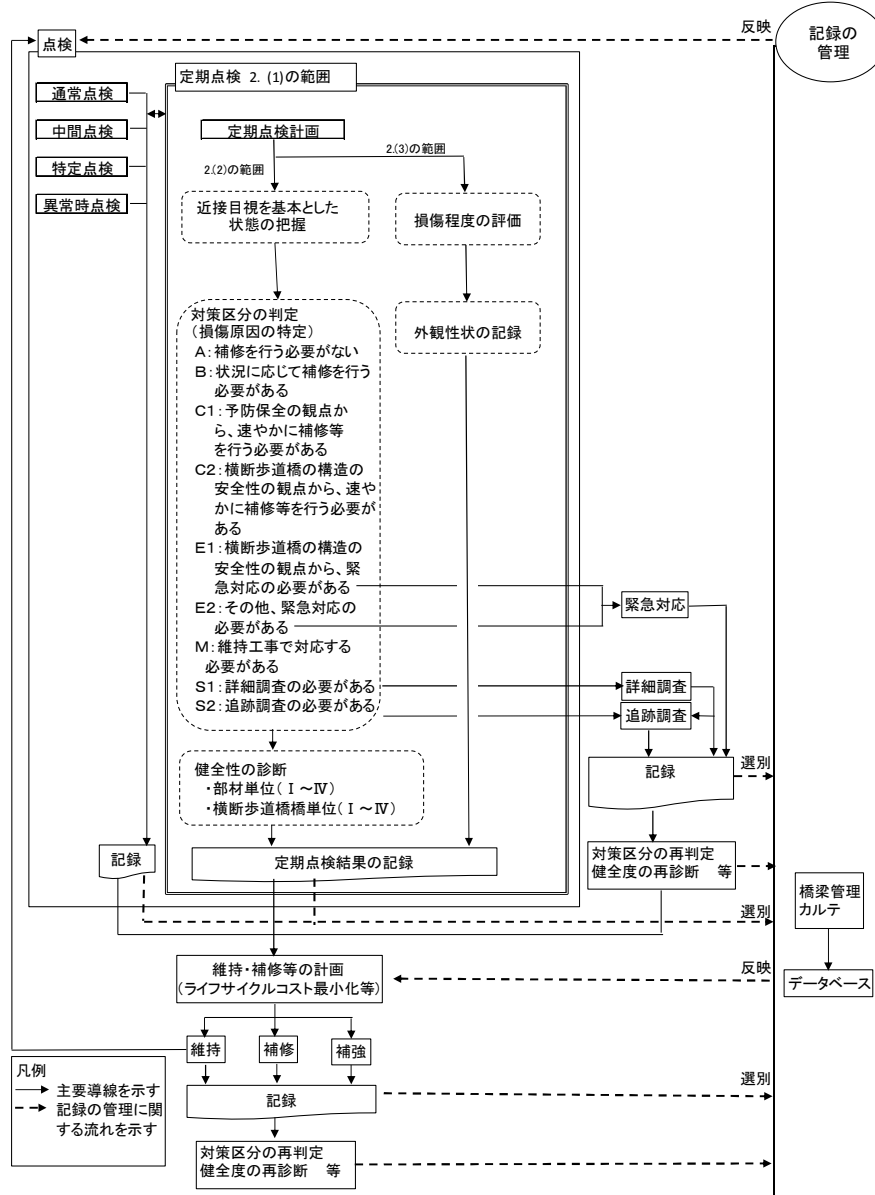 反映
記録の
管理
点検
定期点検 2. (1)の範囲
通常点検
中間点検
特定点検
異常時点検
定期点検計画
2.(3)の範囲
2.(2)の範囲
近接目視を基本とした
状態の把握
損傷程度の評価
対策区分の判定
(損傷原因の特定)
A:補修を行う必要がない
B:状況に応じて補修を行う
必要がある
C1:予防保全の観点か
ら、速やかに補修等
を行う必要がある
C2:横断歩道橋の構造の
安全性の観点から、速や
かに補修等を行う必要が
ある
E1:横断歩道橋の構造の
安全性の観点から、緊
急対応の必要がある
E2:その他、緊急対応の
必要がある
M:維持工事で対応する
必要がある
S1:詳細調査の必要がある
S2:追跡調査の必要がある
外観性状の記録
緊急対応
詳細調査
追跡調査
記録
選別
健全性の診断
・部材単位(Ⅰ～Ⅳ)
・横断歩道橋橋単位(Ⅰ～Ⅳ)
記録
定期点検結果の記録
対策区分の再判定
健全度の再診断 等
選別
橋梁管理
カルテ
データベース
維持・補修等の計画
(ライフサイクルコスト最小化等)
反映
維持
補修
補強
凡例
主要導線を示す
記録の管理に関
する流れを示す
記録
選別
対策区分の再判定
健全度の再診断 等